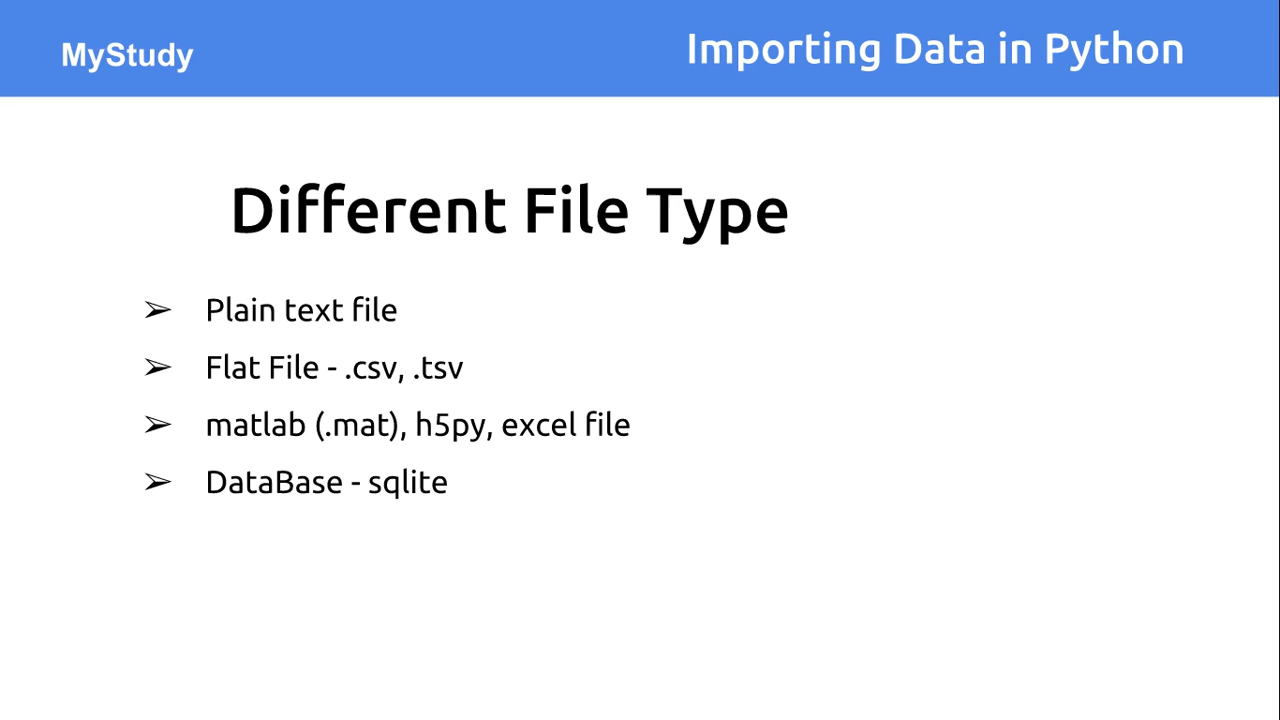 MyStudy
Importing Data in Python
Different File Type
➢ Plain text file
➢ Flat File - .csv, .tsv
➢ matlab (.mat), h5py, excel file
➢ DataBase - sqlite